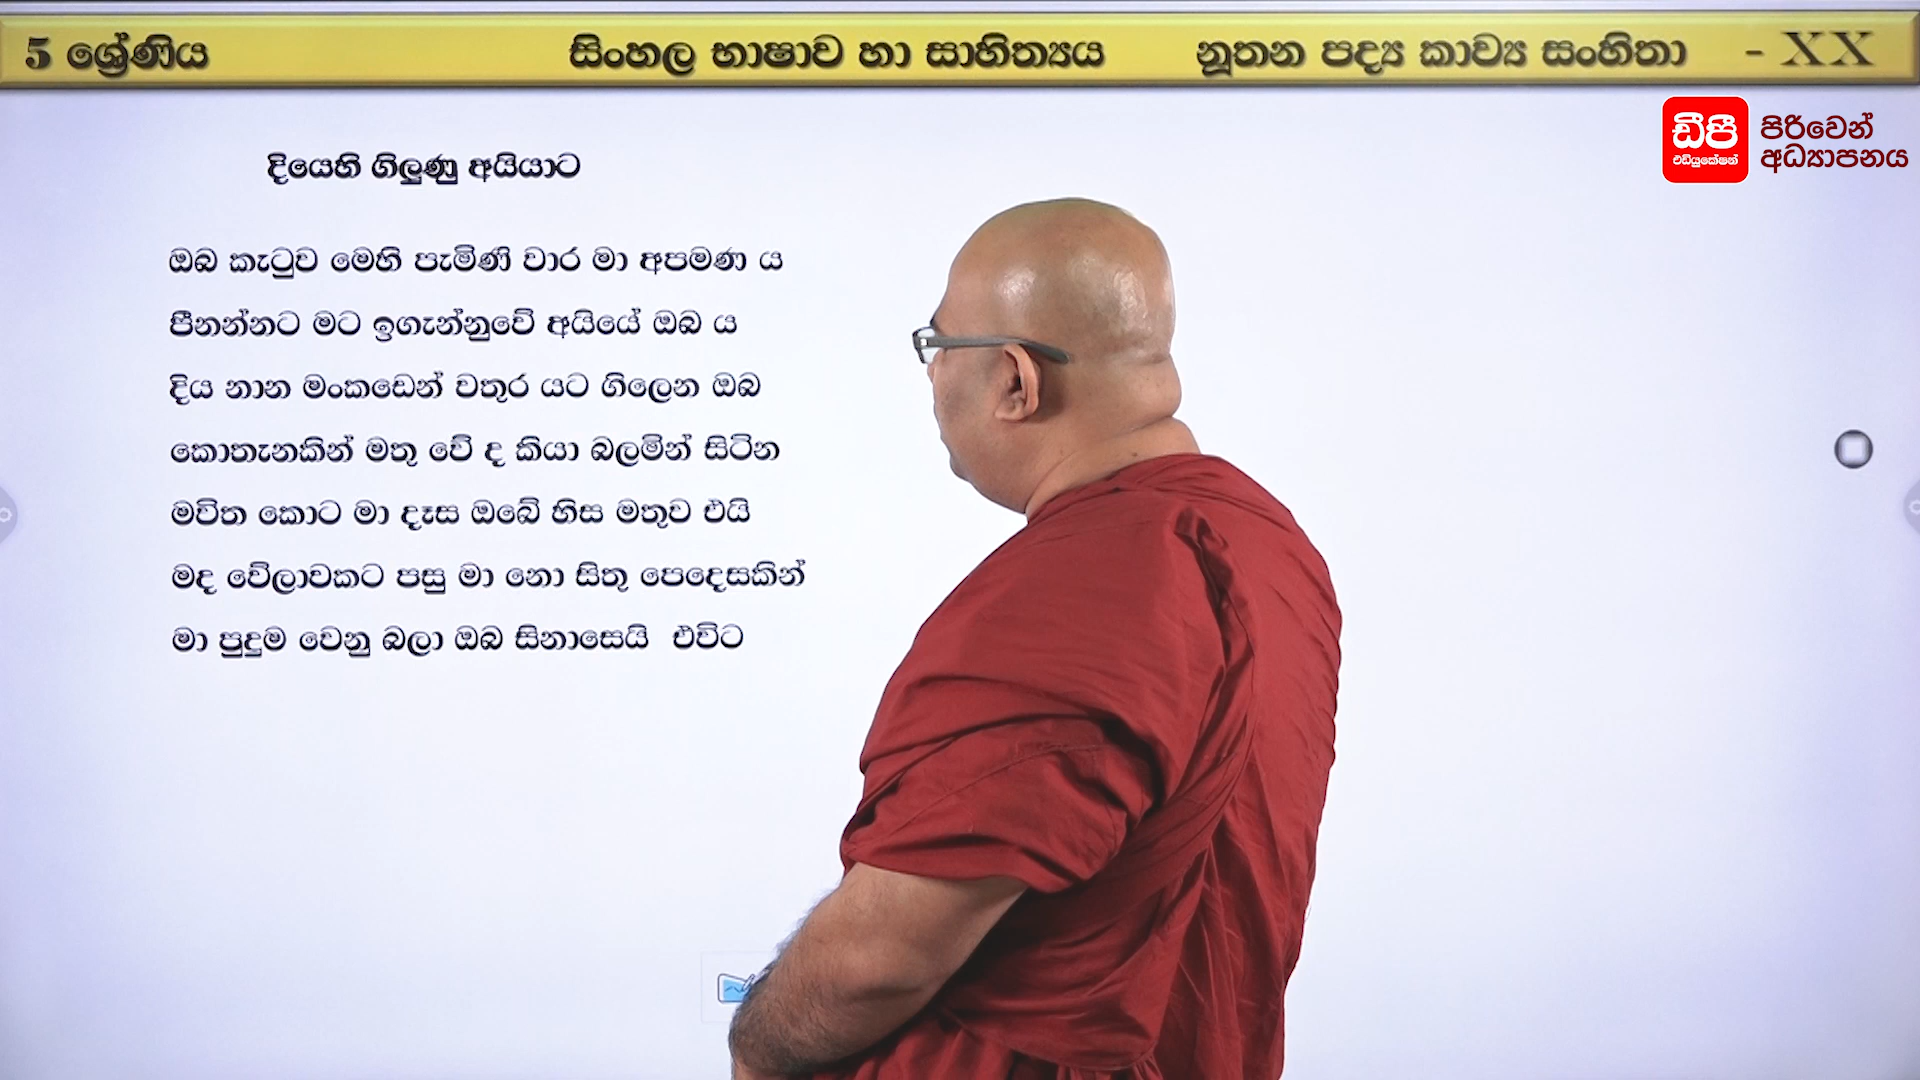 5 ශ්‍රේණිය	සිංහල භාෂාව හා සාහිත්‍යය	නූතන පද්‍ය කාව්‍ය සංහිතා - XX
ඩීපී
එඩියුකේෂන්
පිරිවෙන්
අධ්‍යාපනය
දියෙහි ගිලුණු අයියාට
ඔබ කැටුව මෙහි පැමිණි වාර මා අපමණ ය
පීනන්නට මට ඉගැන්නුවේ අයියේ ඔබ ය
දිය නාන මංකඩෙන් වතුර යට ගිලෙන ඔබ
කොතැනකින් මතු වේ ද කියා බලමින් සිටින
මවිත කොට මා දෑස ඔබේ හිස මතුව එයි
මද වේලාවකට පසු මා නො සිතු පෙදෙසකින්
මා පුදුම වෙනු බලා ඔබ සිනාසෙයි එවිට